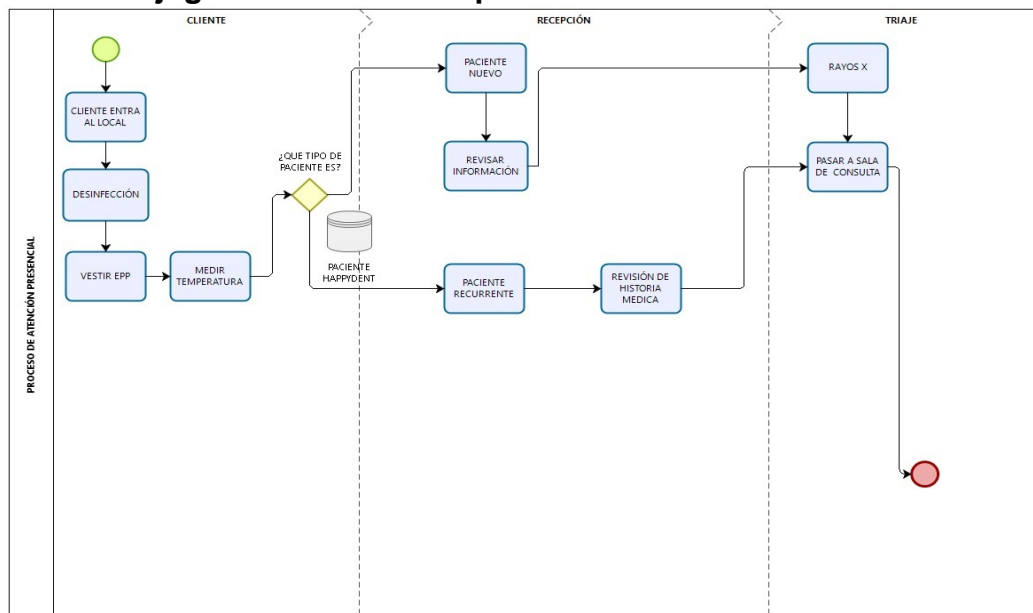 CLIENTE
RECEPCIÓN
TRIAJE
PROCESO DE ATENCIÓN PRESENCIAL
CLIENTE ENTRA
AL LOCAL
DESINFECCIÓN
VESTIR EPP
MEDIR
TEMPERATURA
¿QUE TIPO DE
PACIENTE ES?
PACIENTE
HAPPYDENT
PACIENTE
NUEVO
REVISAR
INFORMACIÓN
PACIENTE
RECURRENTE
REVISIÓN DE
HISTORIA
MEDICA
RAYOS X
PASAR A SALA
DE CONSULTA